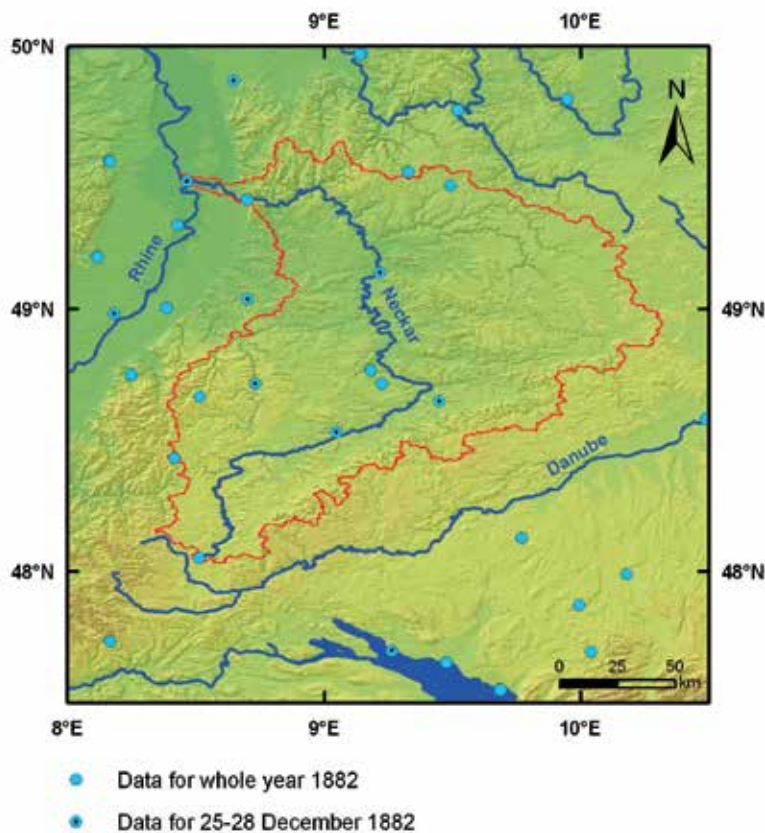 9°E 10°E
50°N 50°N
N
Rhine
49°N 49°N
Neckar
Danube
48°N 48°N
0 25 50
km
8°E 9°E 10°E
Data for whole year 1882
Data for 25-28 December 1882